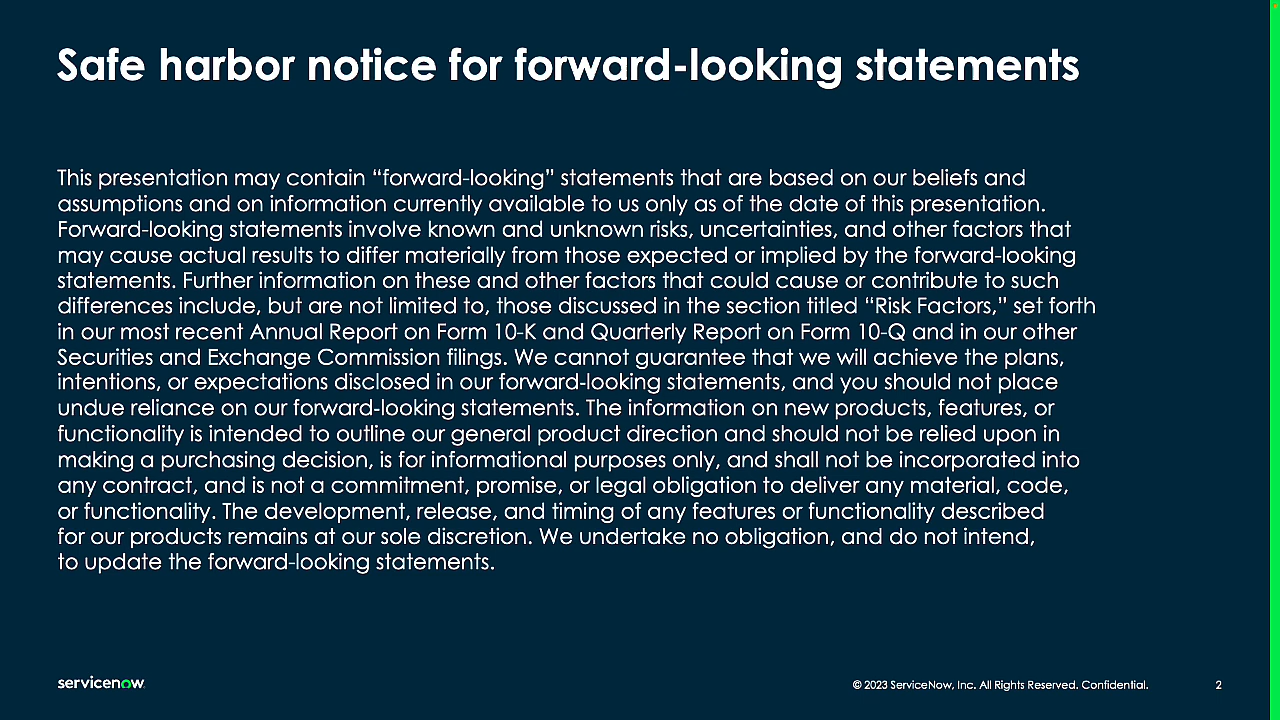 Safe harbor notice for forward-looking statements
This presentation may contain “forward-looking” statements that are based on our beliefs and
assumptions and on information currently available to us only as of the date of this presentation.
Forward-looking statements involve known and unknown risks, uncertainties, and other factors that
may cause actual results to differ materially from those expected or implied by the forward-looking
statements. Further information on these and other factors that could cause or contribute to such
differences include, but are not limited to, those discussed in the section titled “Risk Factors,” set forth
in our most recent Annual Report on Form 10-K and Quarterly Report on Form 10-Q and in our other
Securities and Exchange Commission filings. We cannot guarantee that we will achieve the plans,
intentions, or expectations disclosed in our forward-looking statements, and you should not place
undue reliance on our forward-looking statements. The information on new products, features, or
functionality is intended to outline our general product direction and should not be relied upon in
making a purchasing decision, is for informational purposes only, and shall not be incorporated into
any contract, and is not a commitment, promise, or legal obligation to deliver any material, code,
or functionality. The development, release, and timing of any features or functionality described
for our products remains at our sole discretion. We undertake no obligation, and do not intend,
to update the forward-looking statements.
servicenow.
© 2023 ServiceNow, Inc. All Rights Reserved. Confidential.
2